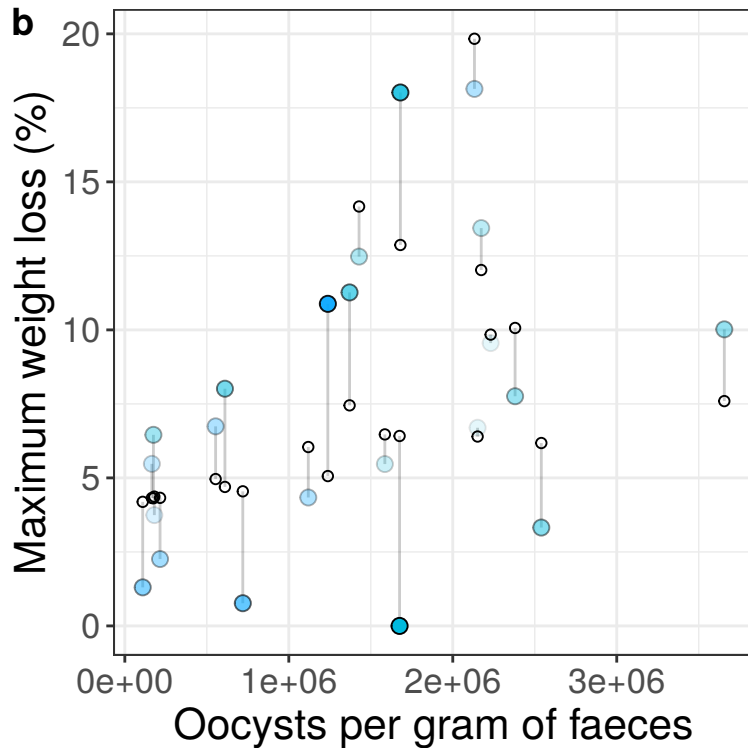 b
Maximum weight loss (%)
20
15
10
5
0
0e+00 1e+06 2e+06 3e+06
Oocysts per gram of faeces